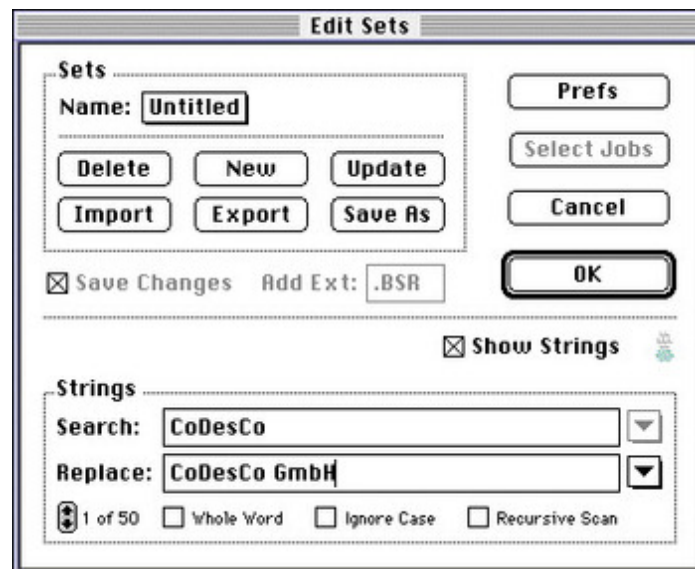 Edit Sets
Sets
Name: Untitled
Prefs
Delete New Update
Select Jobs
Import Export Save As
Cancel
Save Changes Add Ext: .BSR
OK
Show Strings
Strings
Search: CoDesCo
Replace: CoDesCo GmbH
1 of 50 Whole Word Ignore Case Recursive Scan